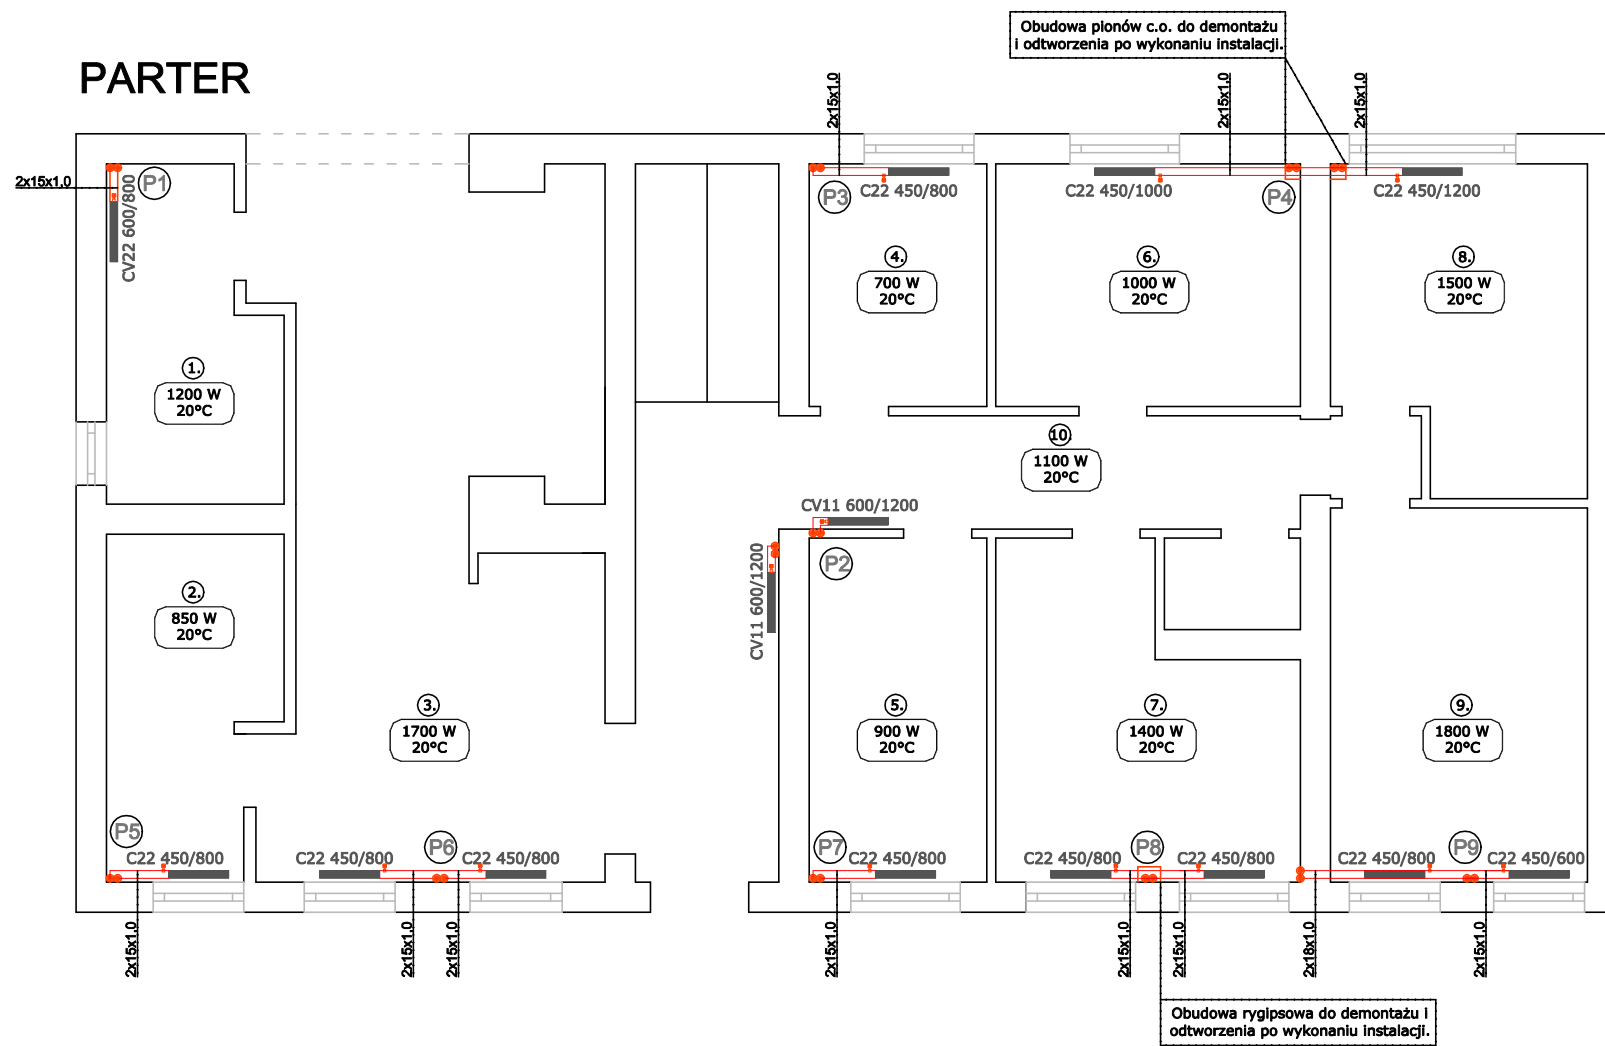 Obudowa pionów c.o. do demontażu
i odtworzenia po wykonaniu instalacji.
PARTER
2x15x1,0
2x15x1,0
2x15x1,0
2x15x1,0
P1
CV22 600/800
P3
C22 450/800
C22 450/1000
P4
C22 450/1200
4.
700 W
20°C
6.
1000 W
20°C
8.
1500 W
20°C
1.
1200 W
20°C
10.
1100 W
20°C
CV11 600/1200
P2
CV11 600/1200
2.
850 W
20°C
3.
1700 W
20°C
5.
900 W
20°C
7.
1400 W
20°C
9.
1800 W
20°C
P5
C22 450/800
C22 450/800
P6
C22 450/800
P7
C22 450/800
C22 450/800
P8
C22 450/800
C22 450/800
P9
C22 450/600
2x15x1,0
2x15x1,0
2x15x1,0
2x15x1,0
2x15x1,0
2x15x1,0
2x18x1,0
2x15x1,0
Obudowa rygipsowa do demontażu i
odtworzenia po wykonaniu instalacji.